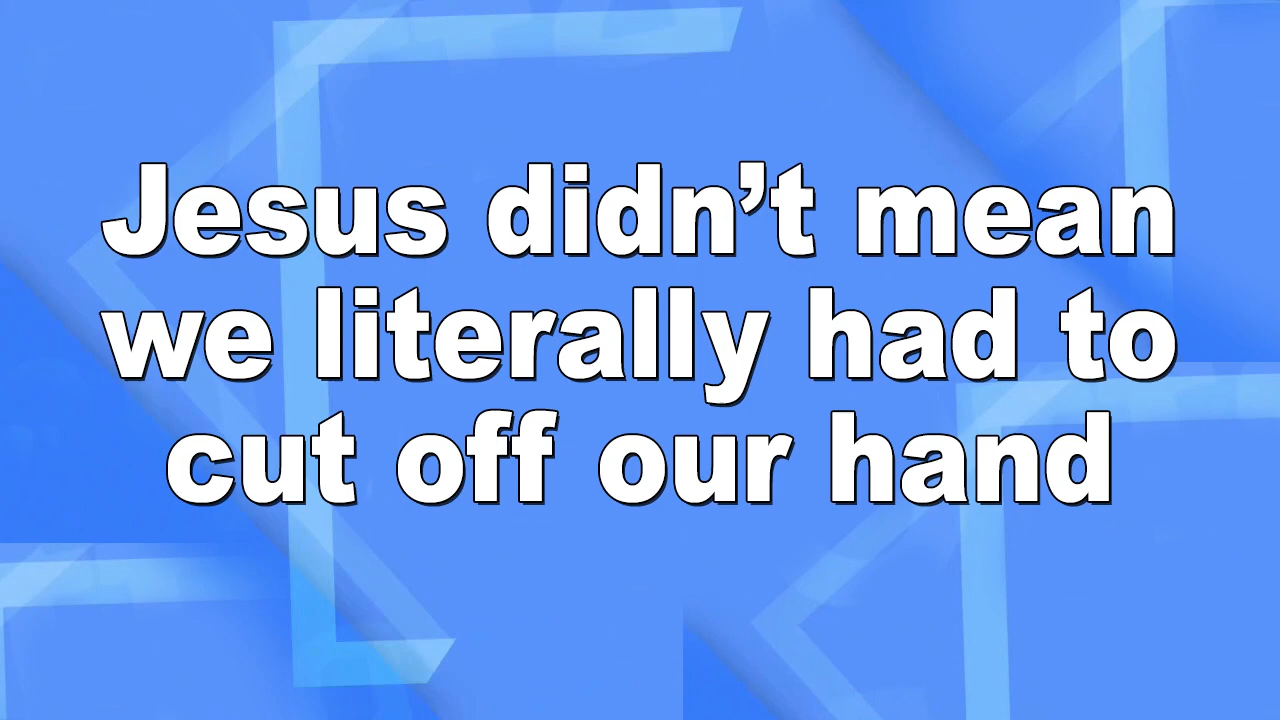 Jesus didn’t mean
we literally had to
cut off our hand